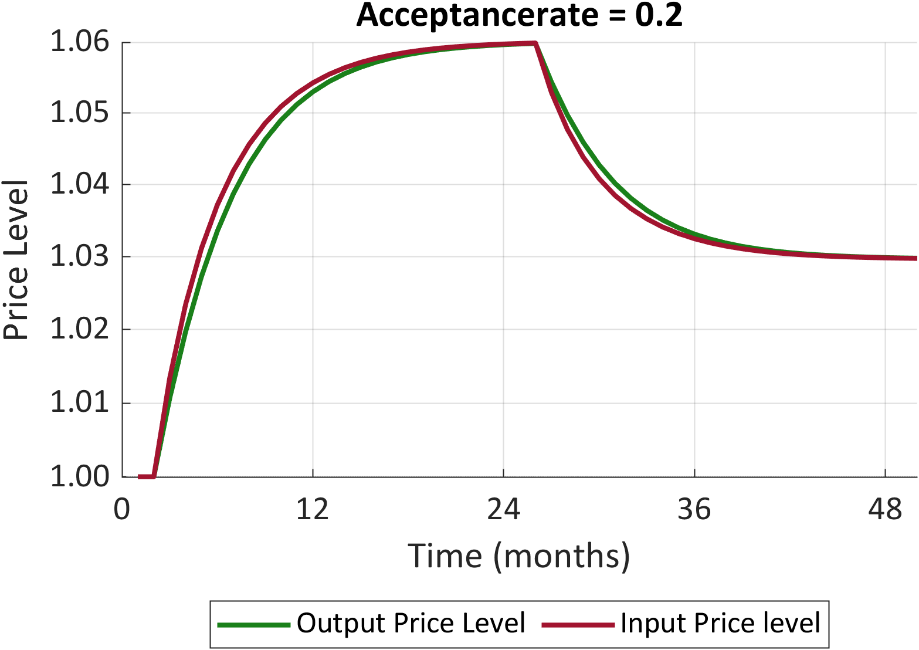 Acceptancerate = 0.2
1.06
1.05
1.04
1.03
1.02
1.01
1.00
Price Level
0 12 24 36 48
Time (months)
Output Price Level Input Price level